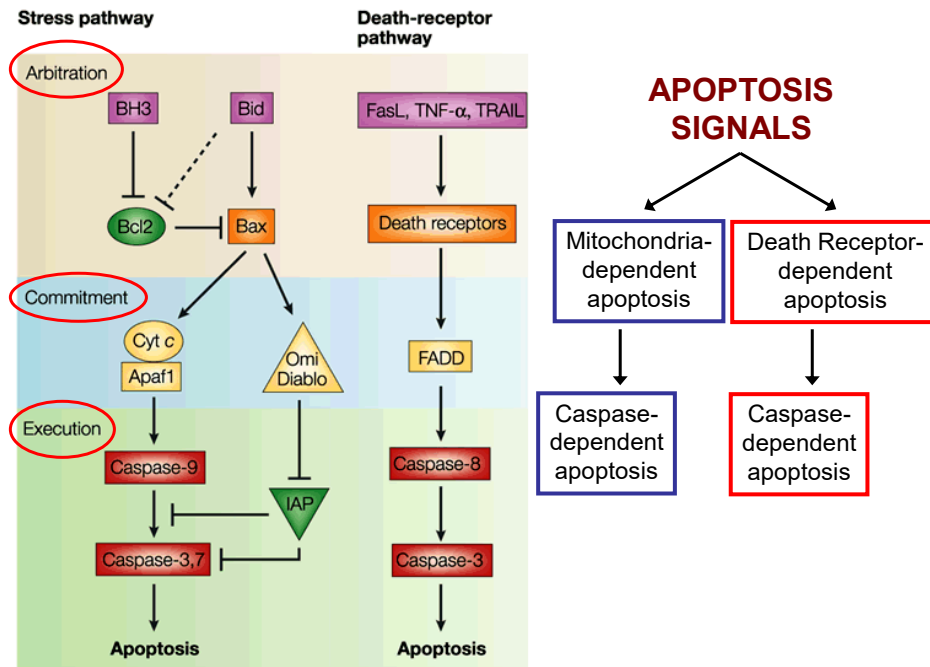 Stress pathway
Death-receptor
pathway
Arbitration
BH3
Bid
FasL, TNF-α, TRAIL
Bcl2
Bax
Death receptors
Commitment
Cyt c
Apaf1
Omi
Diablo
FADD
Execution
Caspase-9
IAP
Caspase-8
Caspase-3,7
Caspase-3
Apoptosis
Apoptosis
APOPTOSIS
SIGNALS
Mitochondria-
dependent
apoptosis
Death Receptor-
dependent
apoptosis
Caspase-
dependent
apoptosis
Caspase-
dependent
apoptosis